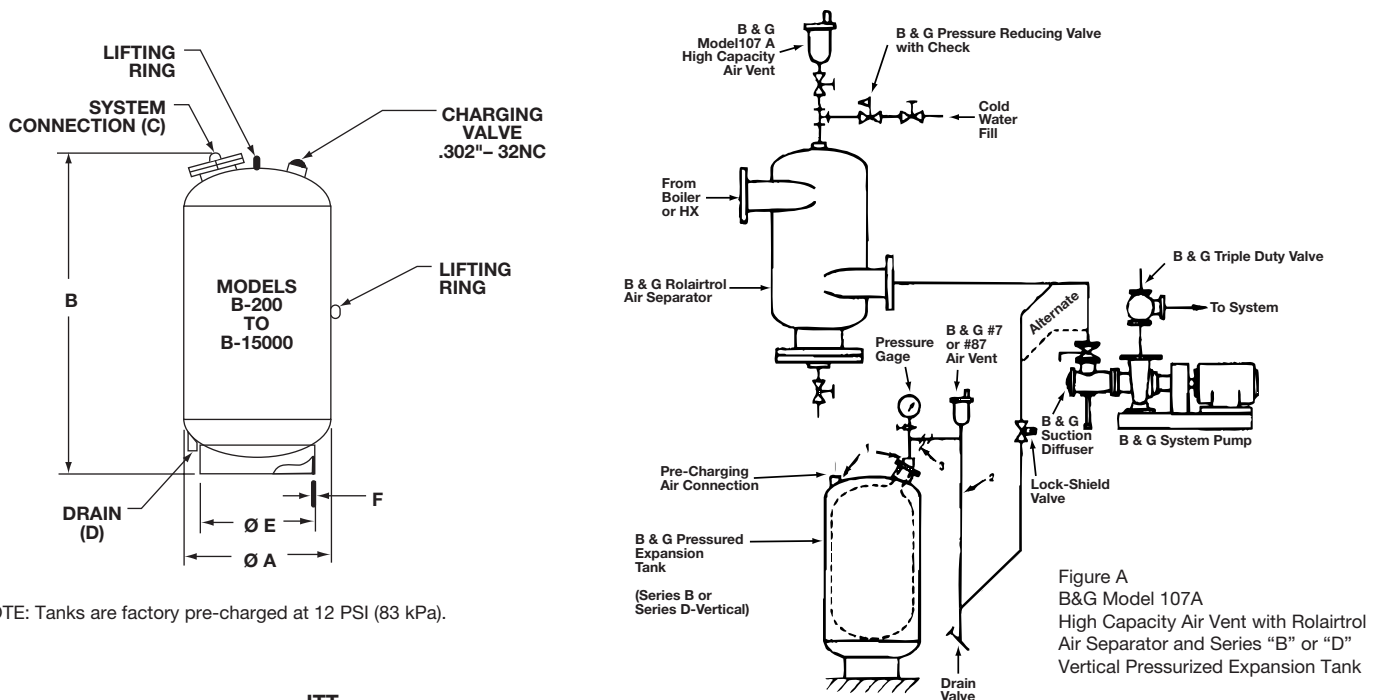 LIFTING
RING
SYSTEM
CONNECTION (C)
CHARGING
VALVE
.302"– 32NC
B
MODELS
B-200
TO
B-15000
LIFTING
RING
DRAIN
(D)
F
Ø E
Ø A
OTE: Tanks are factory pre-charged at 12 PSI (83 kPa).
ITT
B & G
Model107 A
High Capacity
Air Vent
B & G Pressure Reducing Valve
with Check
Cold
Water
Fill
From
Boiler
or HX
B & G Rolairtrol
Air Separator
B & G Triple Duty Valve
To System
Alternate
Pressure
Gage
B & G #7
or #87
Air Vent
B & G
Suction
Diffuser
B & G System Pump
1
3
2
Pre-Charging
Air Connection
Lock-Shield
Valve
B & G Pressured
Expansion
Tank
(Series B or
Series D-Vertical)
Drain
Valve
Figure A
B&G Model 107A
High Capacity Air Vent with Rolairtrol
Air Separator and Series “B” or “D”
Vertical Pressurized Expansion Tank